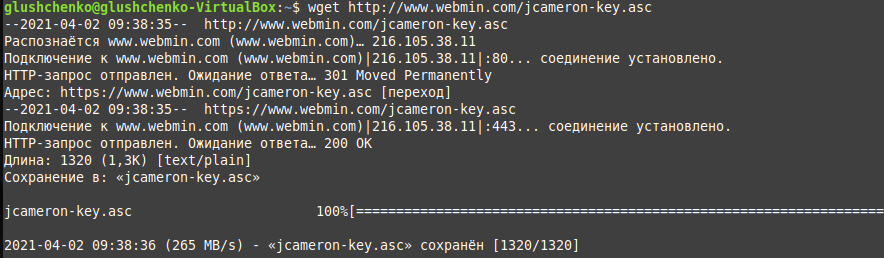 glushchenko@glushchenko-VirtualBox:~$ wget http://www.webmin.com/jcameron-key.asc
--2021-04-02 09:38:35--  http://www.webmin.com/jcameron-key.asc
Распознаётся www.webmin.com (www.webmin.com)… 216.105.38.11
Подключение к www.webmin.com (www.webmin.com)|216.105.38.11|:80... соединение установлено.
HTTP-запрос отправлен. Ожидание ответа… 301 Moved Permanently
Адрес: https://www.webmin.com/jcameron-key.asc [переход]
--2021-04-02 09:38:35--  https://www.webmin.com/jcameron-key.asc
Подключение к www.webmin.com (www.webmin.com)|216.105.38.11|:443... соединение установлено.
HTTP-запрос отправлен. Ожидание ответа… 200 OK
Длина: 1320 (1,3K) [text/plain]
Сохранение в: «jcameron-key.asc»
jcameron-key.asc                       100%[==================================================================
2021-04-02 09:38:36 (265 MB/s) - «jcameron-key.asc» сохранён [1320/1320]